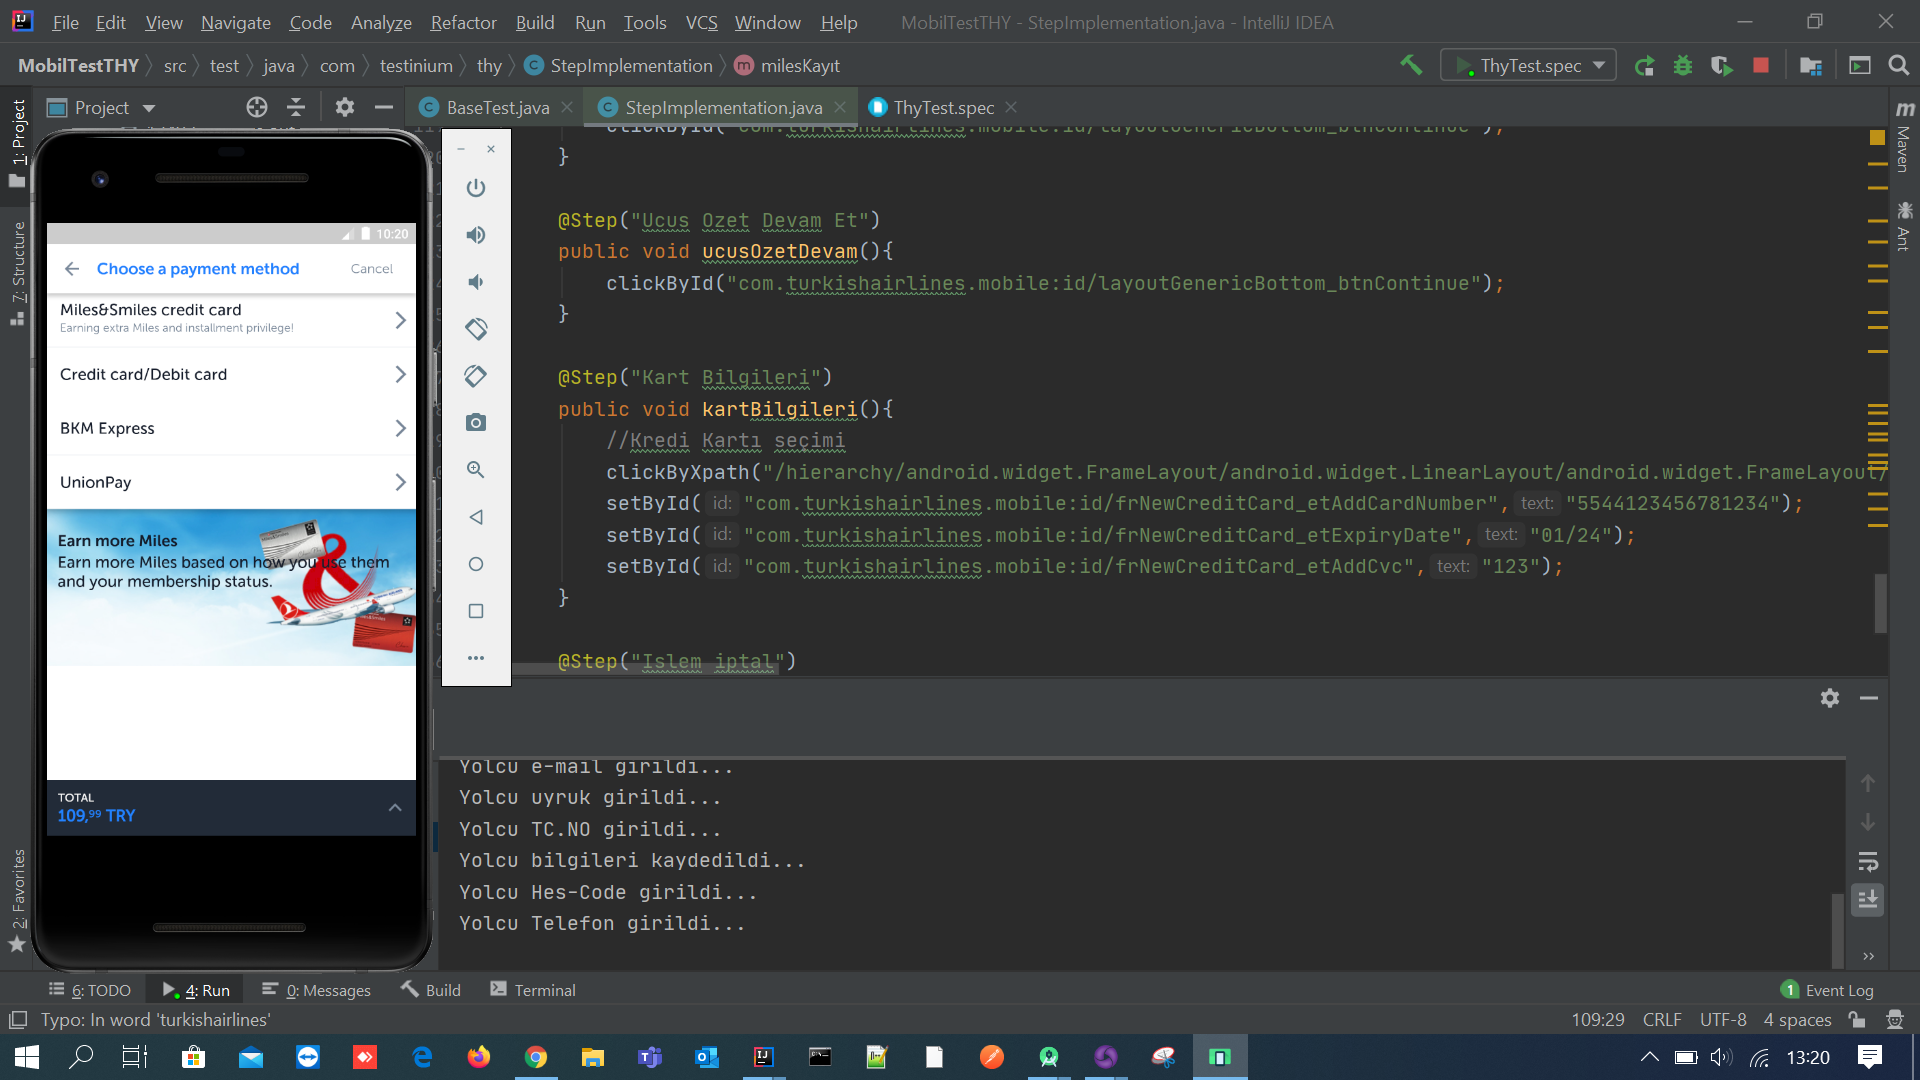 File Edit View Navigate Code Analyze Refactor Build Run Tools VCS Window Help MobilTestTHY - StepImplementation.java - IntelliJ IDEA
MobilTestTHY src test java com testinium thy StepImplementation milesKayıt ThyTest.spec
Project BaseTest.java StepImplementation.java ThyTest.spec
1: Project
7: Structure
2: Favorites
Maven
Ant
10:20
Choose a payment method Cancel
Miles&Smiles credit card
Earning extra Miles and installment privilege!
Credit card/Debit card
BKM Express
UnionPay
Earn more Miles
Earn more Miles based on how you use them
and your membership status.
TOTAL
109,99 TRY
clickById("com.turkishairlines.mobile:id/layoutGenericBottom_btnContinue");
}
@Step("Ucus Ozet Devam Et")
public void ucusOzetDevam(){
clickById("com.turkishairlines.mobile:id/layoutGenericBottom_btnContinue");
}
@Step("Kart Bilgileri")
public void kartBilgileri(){
//Kredi Kartı seçimi
clickByXpath("/hierarchy/android.widget.FrameLayout/android.widget.LinearLayout/android.widget.FrameLayout/
setById( id: "com.turkishairlines.mobile:id/frNewCreditCard_etAddCardNumber", text: "5544123456781234");
setById( id: "com.turkishairlines.mobile:id/frNewCreditCard_etExpiryDate", text: "01/24");
setById( id: "com.turkishairlines.mobile:id/frNewCreditCard_etAddCvc", text: "123");
}
@Step("Islem iptal")
Yolcu e-mail girildi...
Yolcu uyruk girildi...
Yolcu TC.NO girildi...
Yolcu bilgileri kaydedildi...
Yolcu Hes-Code girildi...
Yolcu Telefon girildi...
6: TODO 4: Run 0: Messages Build Terminal 1 Event Log
Typo: In word 'turkishairlines' 109:29 CRLF UTF-8 4 spaces
13:20